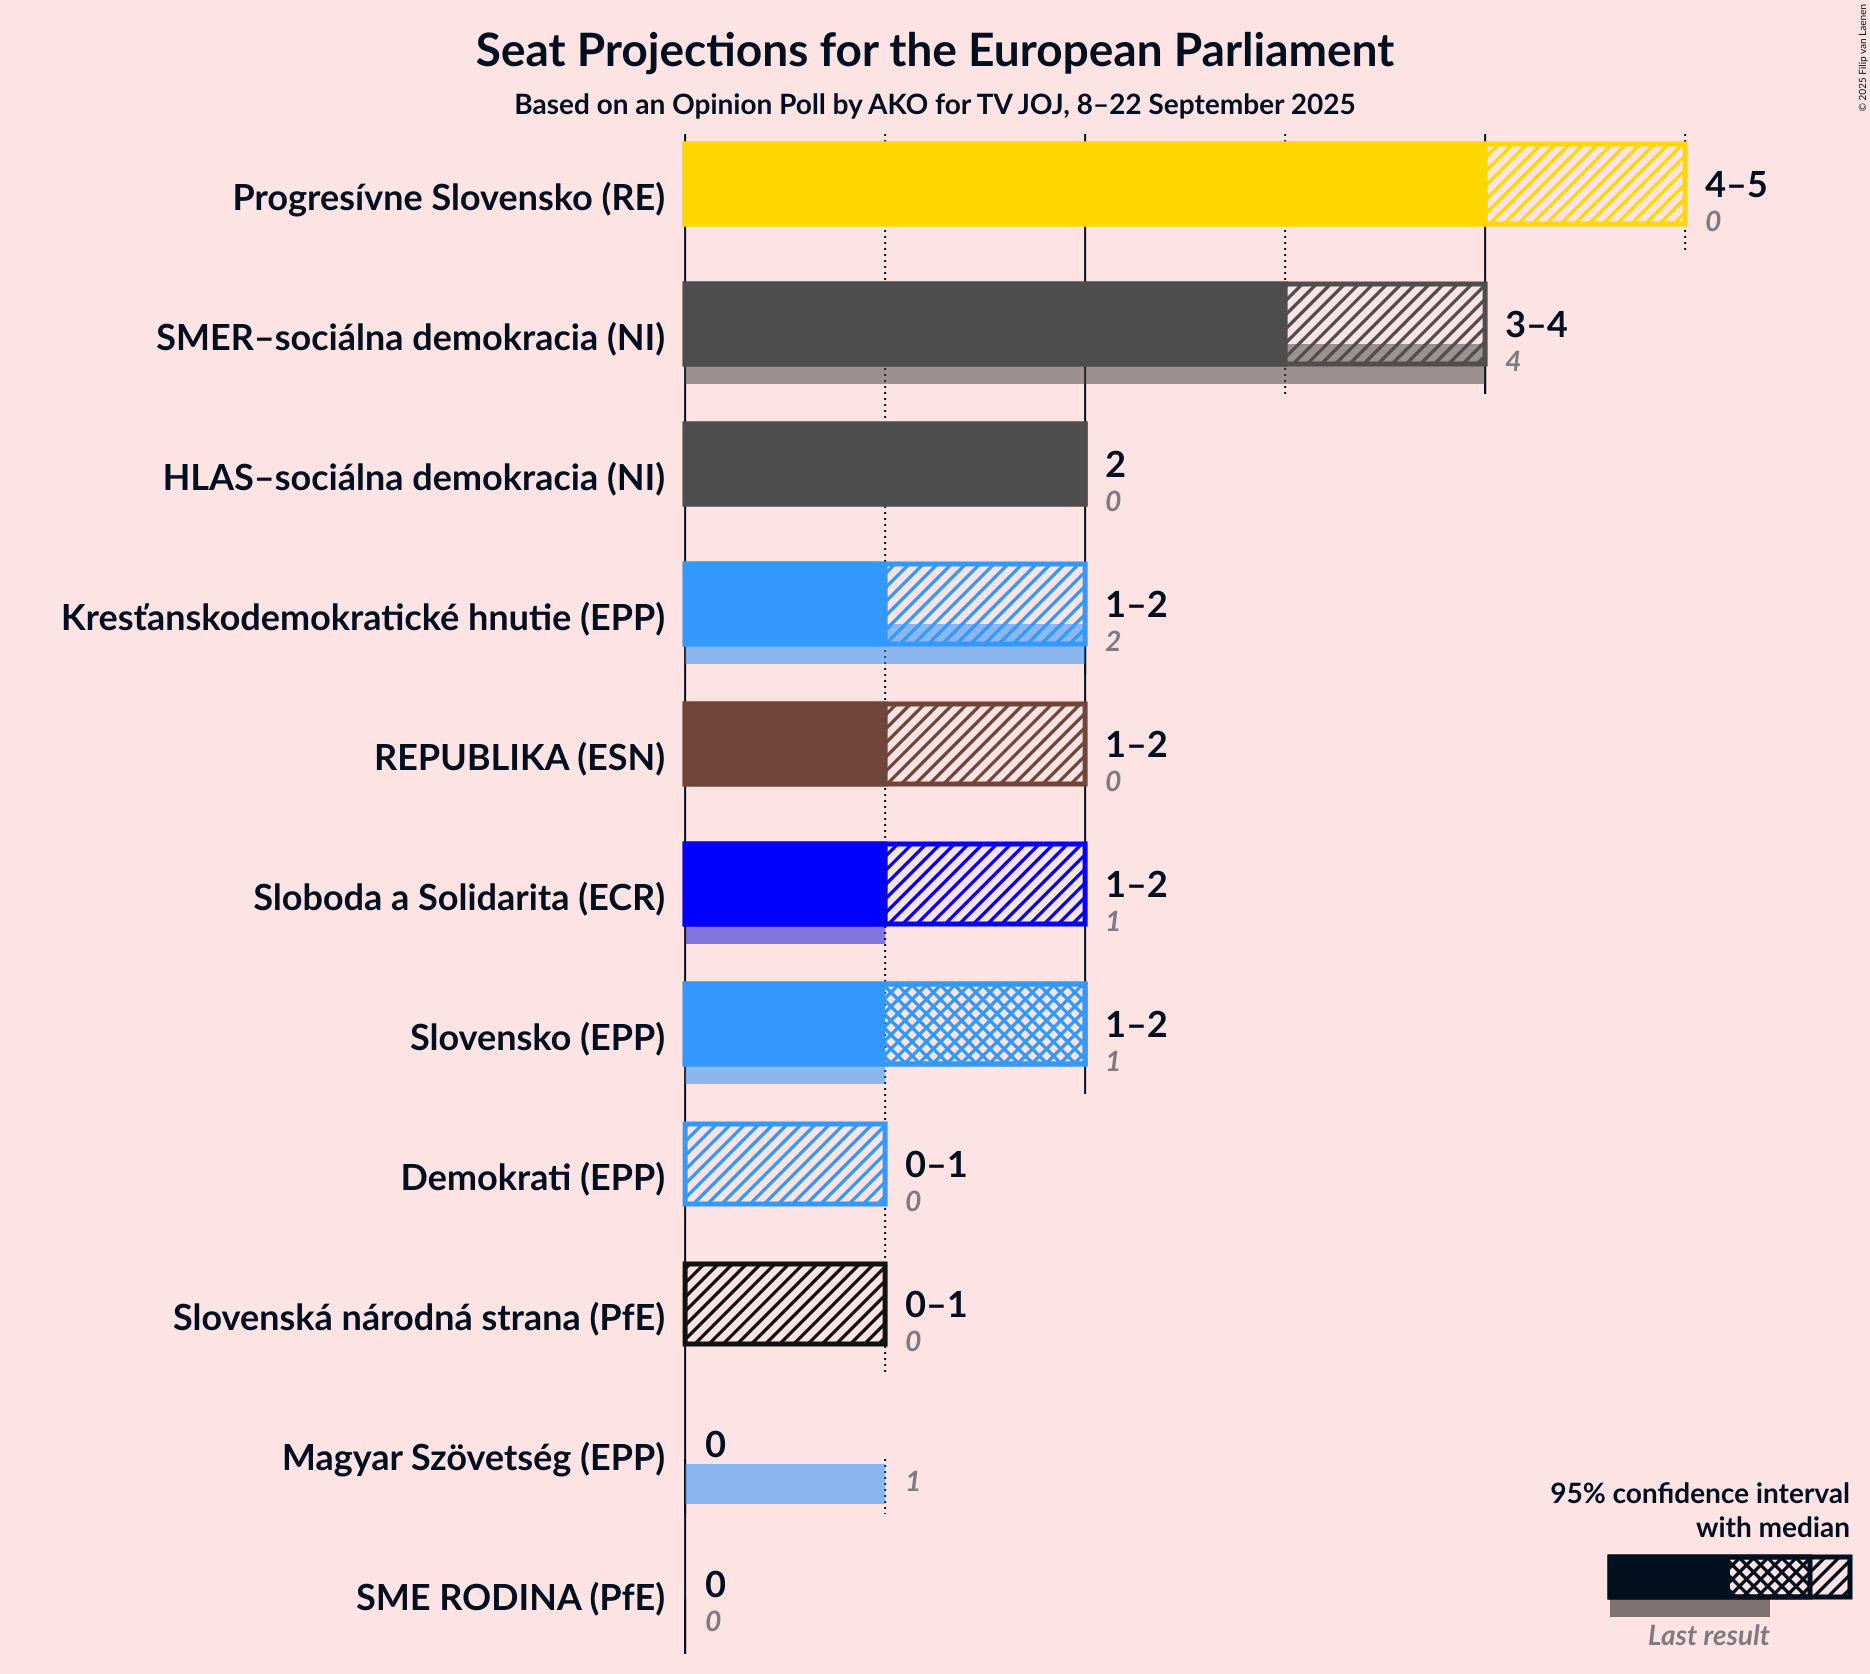 Seat Projections for the European Parliament
Based on an Opinion Poll by AKO for TV JOJ, 8–22 September 2025
© 2025 Filip van Laenen
Progresívne Slovensko (RE)
4–5
0
SMER–sociálna demokracia (NI)
3–4
4
HLAS–sociálna demokracia (NI)
2
0
Kresťanskodemokratické hnutie (EPP)
1–2
2
REPUBLIKA (ESN)
1–2
0
Sloboda a Solidarita (ECR)
1–2
1
Slovensko (EPP)
1–2
1
Demokrati (EPP)
0–1
0
Slovenská národná strana (PfE)
0–1
0
Magyar Szövetség (EPP)
0
1
SME RODINA (PfE)
0
0
95% confidence interval
with median
Last result